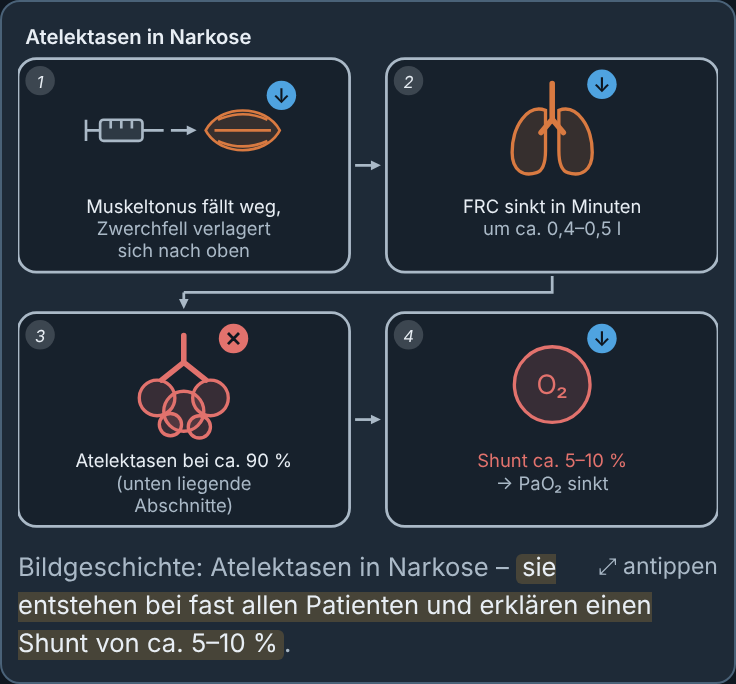 Atelektasen in Narkose
1
Muskeltonus fällt weg,
Zwerchfell verlagert
sich nach oben
2
FRC sinkt in Minuten
um ca. 0,4–0,5 l
3
Atelektasen bei ca. 90 %
(unten liegende
Abschnitte)
4
O₂
Shunt ca. 5–10 %
→ PaO₂ sinkt
Bildgeschichte: Atelektasen in Narkose – sie
⤢ antippen
entstehen bei fast allen Patienten und erklären einen
Shunt von ca. 5–10 %.